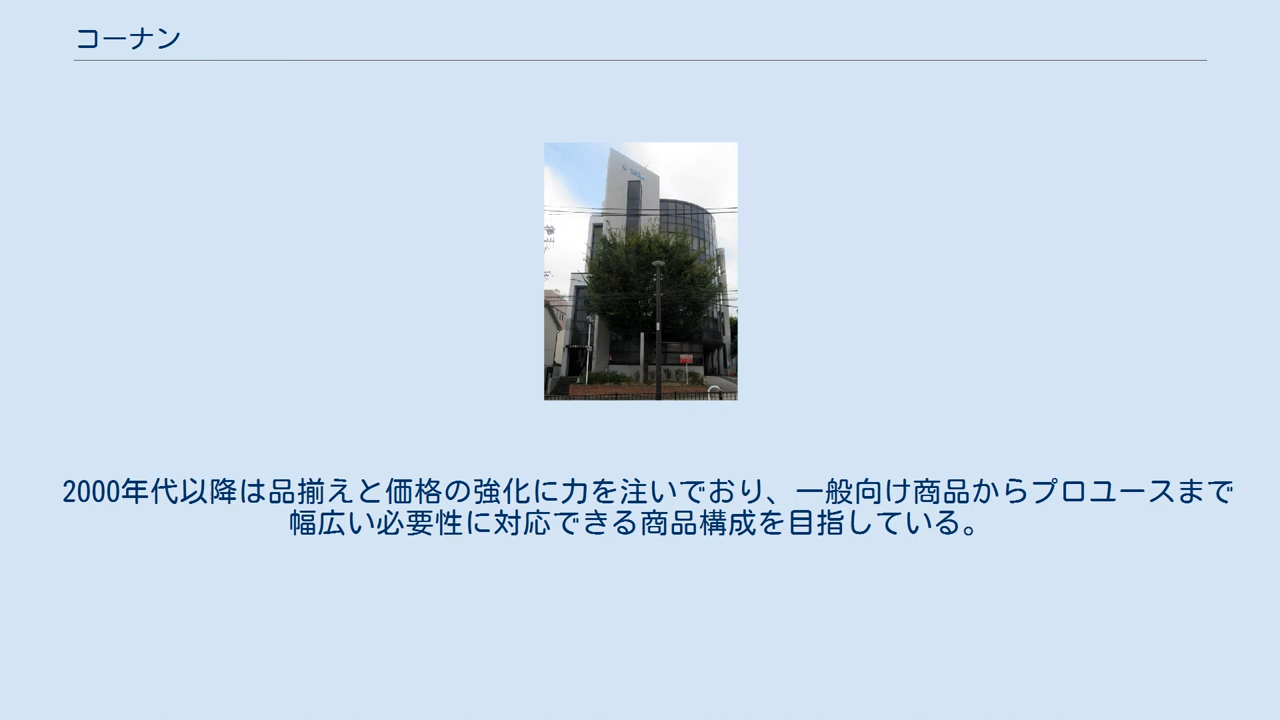 コーナン
2000年代以降は品揃えと価格の強化に力を注いでおり、一般向け商品からプロユースまで
幅広い必要性に対応できる商品構成を目指している。